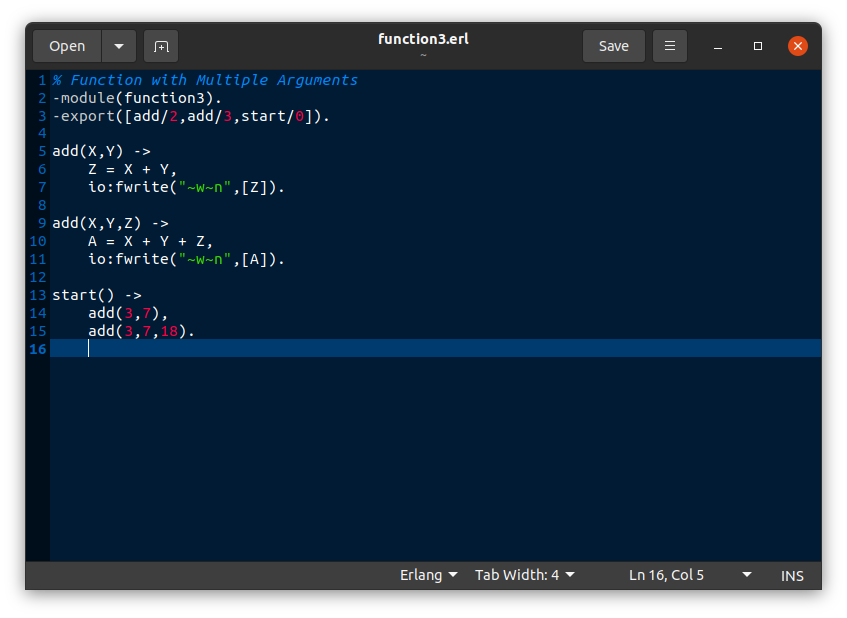 Open
function3.erl
~
Save
1 % Function with Multiple Arguments
2 -module(function3).
3 -export([add/2,add/3,start/0]).
4
5 add(X,Y) ->
6     Z = X + Y,
7     io:fwrite("~w~n",[Z]).
8
9 add(X,Y,Z) ->
10     A = X + Y + Z,
11     io:fwrite("~w~n",[A]).
12
13 start() ->
14     add(3,7),
15     add(3,7,18).
16
Erlang Tab Width: 4 Ln 16, Col 5 INS